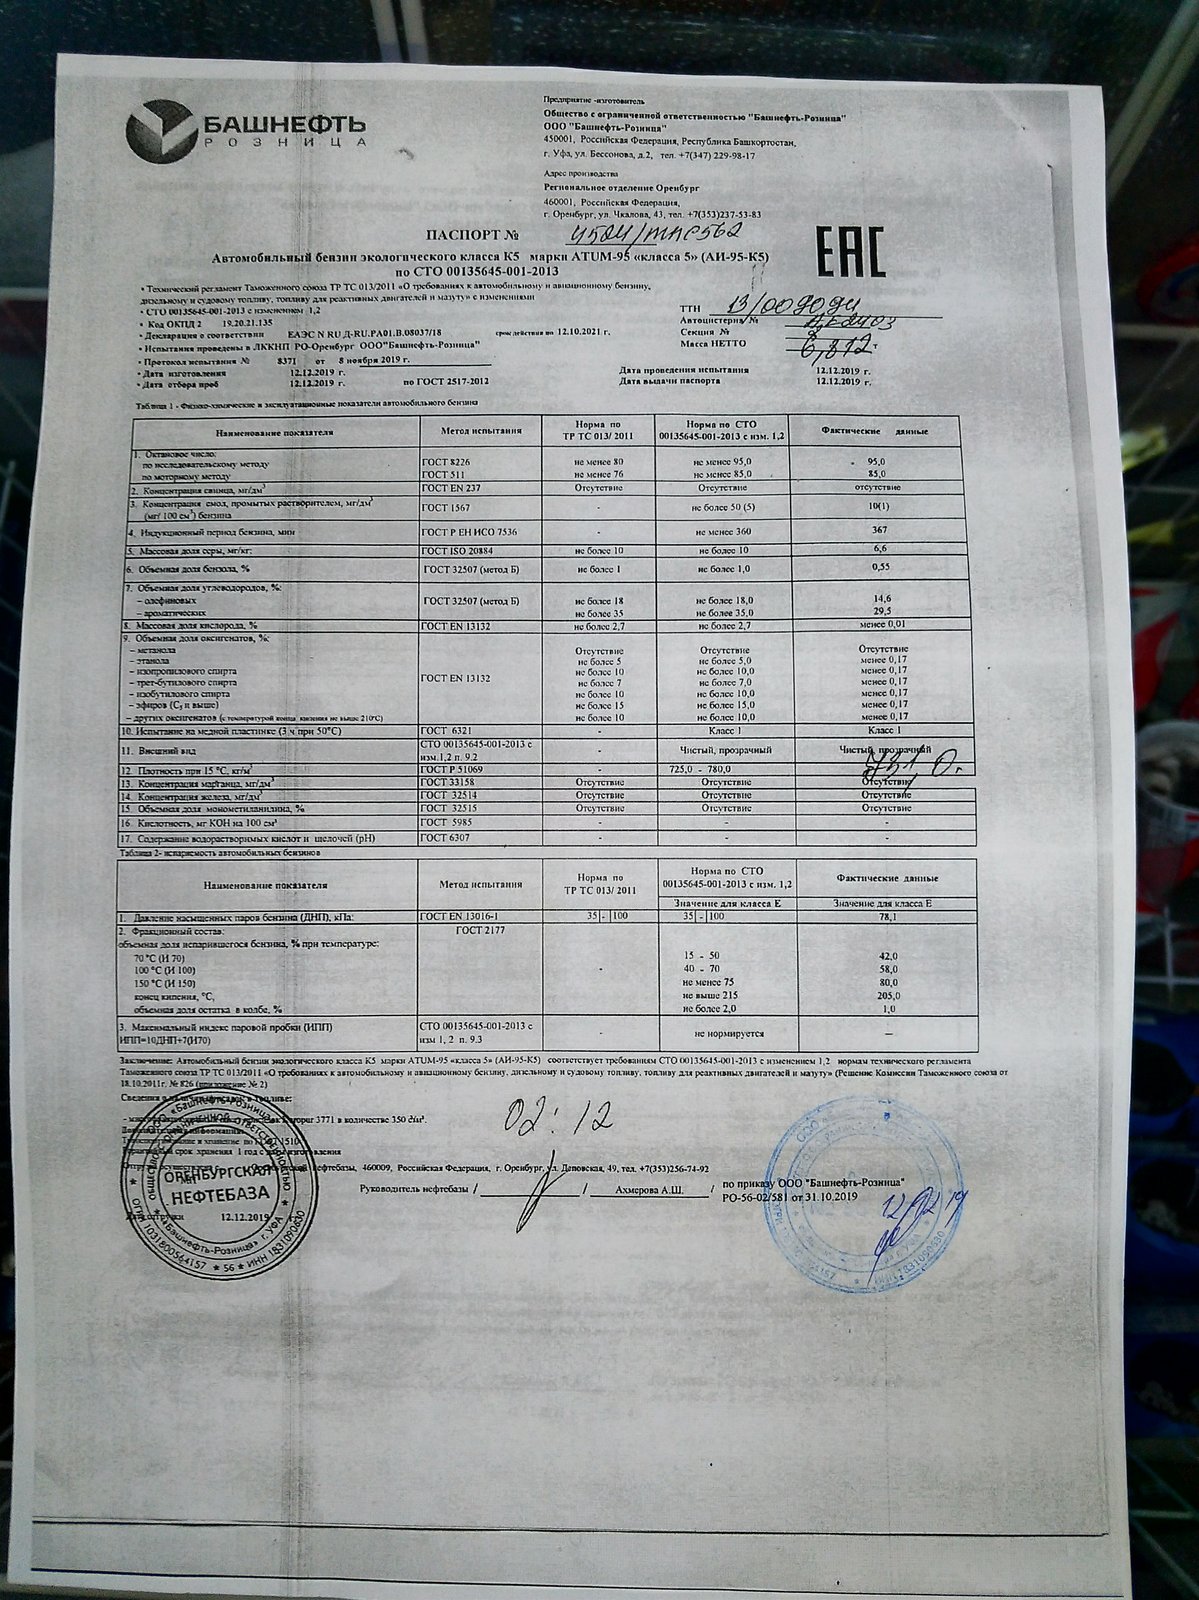 БАШНЕФТЬ
РОЗНИЦА
Предприятие -изготовитель
Общество с ограниченной ответственностью "Башнефть-Розница"
ООО "Башнефть-Розница"
450001, Российская Федерация, Республика Башкортостан,
г. Уфа, ул. Бессонова, д.2, тел. +7(347) 229-98-17
Адрес производства
Региональное отделение Оренбург
460001, Российская Федерация,
г. Оренбург, ул. Чкалова, 43, тел. +7(353)237-53-83
ПАСПОРТ №
EAC
Автомобильный бензин экологического класса К5 марки ATUM-95 «класса 5» (АИ-95-К5)
по СТО 00135645-001-2013
• Технический регламент Таможенного союза ТР ТС 013/2011 «О требованиях к автомобильному и авиационному бензину,
дизельному и судовому топливу, топливу для реактивных двигателей и мазуту» с изменениями
• СТО 00135645-001-2013 с изменением 1,2
• Код ОКПД 2 19.20.21.135
• Декларация о соответствии ЕАЭС N RU Д-RU.РА01.В.08037/18 срок действия по 12.10.2021 г.
• Испытания проведены в ЛККНП РО-Оренбург ООО"Башнефть-Розница"
• Протокол испытания № 8371 от 8 ноября 2019 г.
• Дата изготовления 12.12.2019 г.
• Дата отбора проб 12.12.2019 г. по ГОСТ 2517-2012
ТТН
Автоцистерна №
Секция № 2
Масса НЕТТО 6,812 т
Дата проведения испытания 12.12.2019 г.
Дата выдачи паспорта 12.12.2019 г.
Таблица 1 - Физико-химические и эксплуатационные показатели автомобильного бензина
Наименование показателя Метод испытания Норма по ТР ТС 013/ 2011 Норма по СТО 00135645-001-2013 с изм. 1,2 Фактические данные
1. Октановое число:
по исследовательскому методу ГОСТ 8226 не менее 80 не менее 95,0 95,0
по моторному методу ГОСТ 511 не менее 76 не менее 85,0 85,0
2. Концентрация свинца, мг/дм³ ГОСТ EN 237 Отсутствие Отсутствие отсутствие
3. Концентрация смол, промытых растворителем, мг/дм³
(мг/ 100 см³) бензина ГОСТ 1567 - не более 50 (5) 10(1)
4. Индукционный период бензина, мин ГОСТ Р ЕН ИСО 7536 - не менее 360 367
5. Массовая доля серы, мг/кг: ГОСТ ISO 20884 не более 10 не более 10 6,6
6. Объемная доля бензола, % ГОСТ 32507 (метод Б) не более 1 не более 1,0 0,55
7. Объемная доля углеводородов, %: ГОСТ 32507 (метод Б)
– олефиновых не более 18 не более 18,0 14,6
– ароматических не более 35 не более 35,0 29,5
8. Массовая доля кислорода, % ГОСТ EN 13132 не более 2,7 не более 2,7 менее 0,01
9. Объемная доля оксигенатов, %: ГОСТ EN 13132
– метанола Отсутствие Отсутствие Отсутствие
– этанола не более 5 не более 5,0 менее 0,17
– изопропилового спирта не более 10 не более 10,0 менее 0,17
– трет-бутилового спирта не более 7 не более 7,0 менее 0,17
– изобутилового спирта не более 10 не более 10,0 менее 0,17
– эфиров (С₅ и выше) не более 15 не более 15,0 менее 0,17
– других оксигенатов (с температурой конца кипения не выше 210°С) не более 10 не более 10,0 менее 0,17
10. Испытание на медной пластинке (3 ч при 50°С) ГОСТ 6321 - Класс 1 Класс 1
11. Внешний вид СТО 00135645-001-2013 с изм.1,2 п. 9.2 - Чистый, прозрачный Чистый, прозрачный
12. Плотность при 15 °С, кг/м³ ГОСТ Р 51069 - 725,0 - 780,0
13. Концентрация марганца, мг/дм³ ГОСТ 33158 Отсутствие Отсутствие Отсутствие
14. Концентрация железа, мг/дм³ ГОСТ 32514 Отсутствие Отсутствие Отсутствие
15. Объемная доля монометиланилина, % ГОСТ 32515 Отсутствие Отсутствие Отсутствие
16. Кислотность, мг КОН на 100 см³ ГОСТ 5985 - - -
17. Содержание водорастворимых кислот и щелочей (рН) ГОСТ 6307 - - -
Таблица 2- испаряемость автомобильных бензинов
Наименование показателя Метод испытания Норма по ТР ТС 013/ 2011 Норма по СТО 00135645-001-2013 с изм. 1,2 Фактические данные
Значение для класса Е Значение для класса Е
1. Давление насыщенных паров бензина (ДНП), кПа: ГОСТ EN 13016-1 35 - 100 35 - 100 78,1
2. Фракционный состав: ГОСТ 2177
объемная доля испарившегося бензина, % при температуре:
70 °С (И 70) 15 - 50 42,0
100 °С (И 100) 40 - 70 58,0
150 °С (И 150) - не менее 75 80,0
конец кипения, °С, не выше 215 205,0
объемная доля остатка в колбе, % не более 2,0 1,0
3. Максимальный индекс паровой пробки (ИПП)
ИПП=10ДНП+7(И70) СТО 00135645-001-2013 с изм 1, 2 п. 9.3 - не нормируется —
Заключение: Автомобильный бензин экологического класса К5 марки ATUM-95 «класса 5» (АИ-95-К5) соответствует требованиям СТО 00135645-001-2013 с изменением 1,2 нормам технического регламента
Таможенного союза ТР ТС 013/2011 «О требованиях к автомобильному и авиационному бензину, дизельному и судовому топливу, топливу для реактивных двигателей и мазуту» (Решение Комиссии Таможенного союза от
18.10.2011г. № 826 (приложение № 2)
3771 в количестве 350 г/м³.
02:12
срок хранения 1 год с
нефтебазы, 460009, Российская Федерация, г. Оренбург, ул. Деповская, 49, тел. +7(353)256-74-92
Руководитель нефтебазы / / Ахмерова А.Ш. / по приказу ООО "Башнефть-Розница"
РО-56-02/581 от 31.10.2019
12.12.2019
ООО «Башнефть-Розница»
ОБЩЕСТВО С ОГРАНИЧЕННОЙ ОТВЕТСТВЕННОСТЬЮ
ОРЕНБУРГСКАЯ
№1
НЕФТЕБАЗА
«Башнефть-Розница» г. УФА
ОГРН 1031800564157 * 56 * ИНН 1831090630